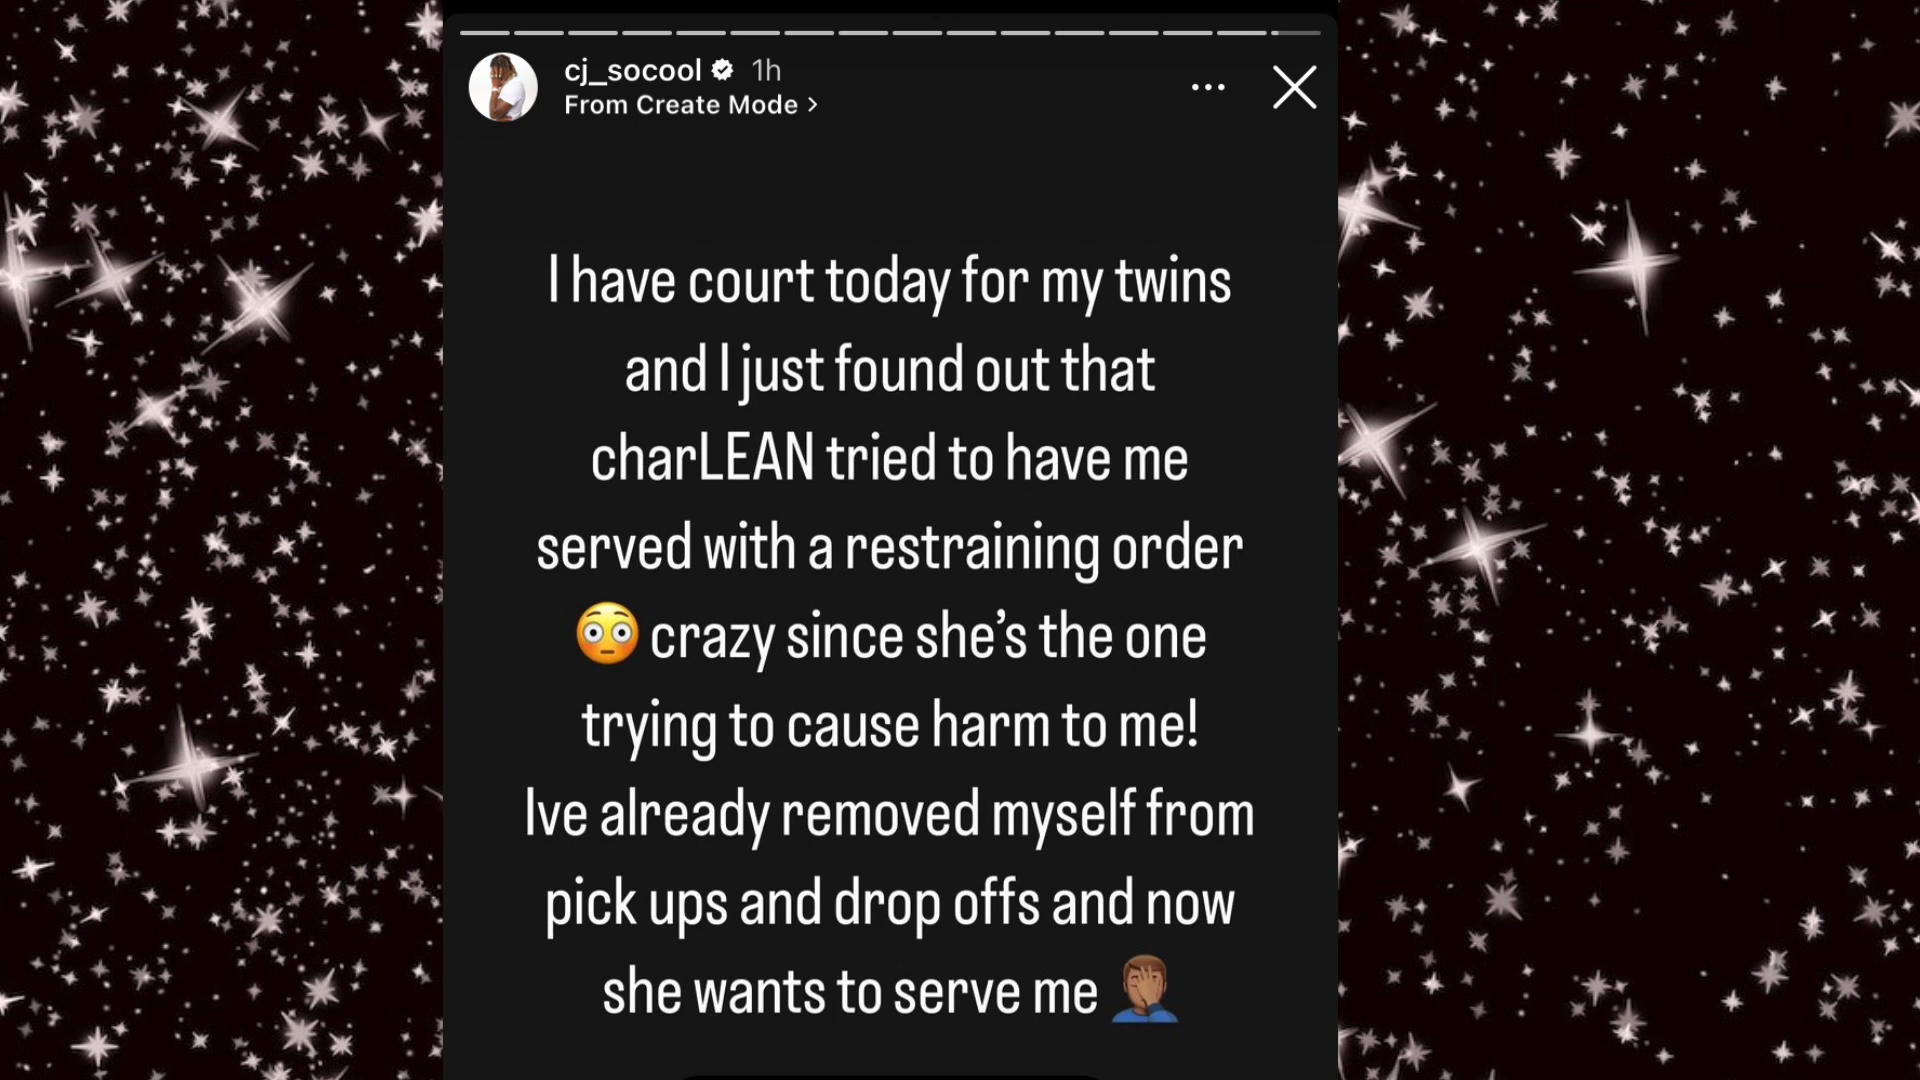 cj_socool 1h
From Create Mode >
I have court today for my twins
and I just found out that
charLEAN tried to have me
served with a restraining order
😳 crazy since she's the one
trying to cause harm to me!
Ive already removed myself from
pick ups and drop offs and now
she wants to serve me 🤦🏽‍♂️